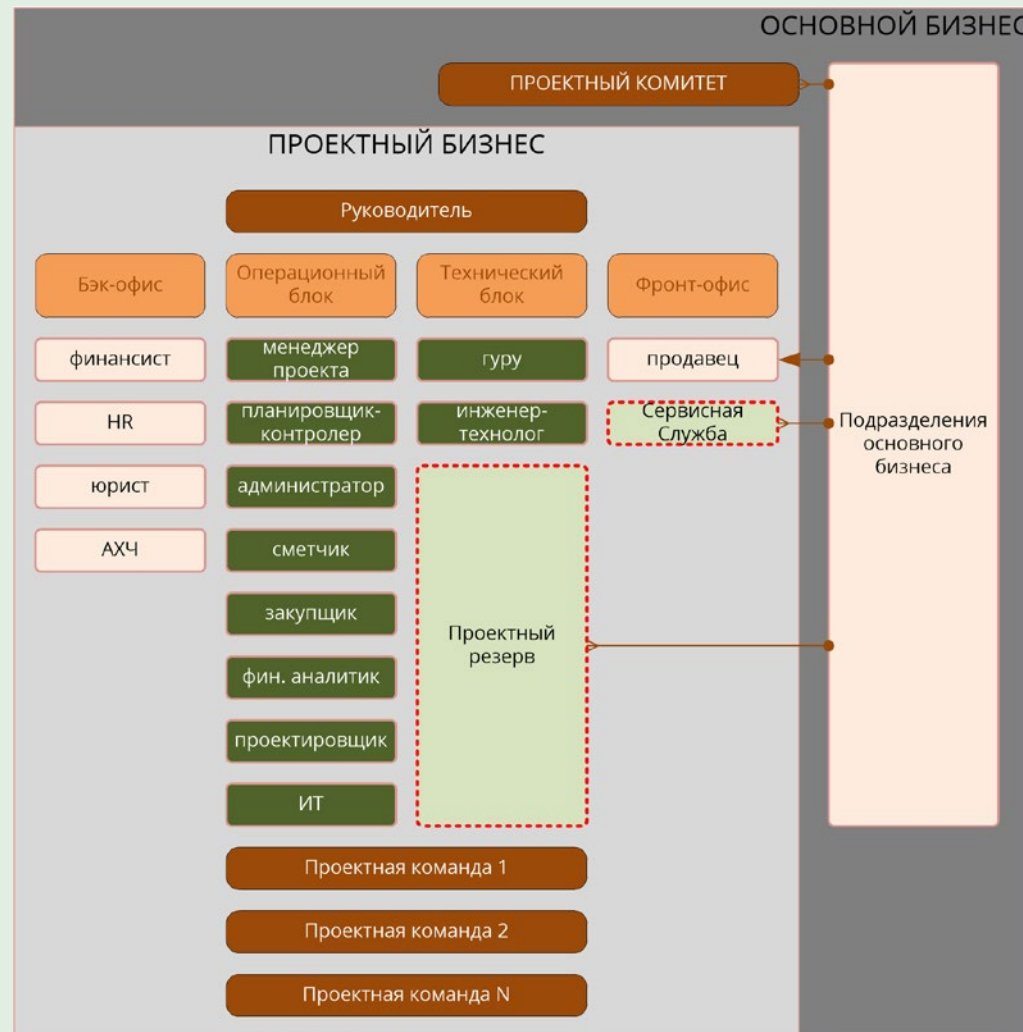 ОСНОВНОЙ БИЗНЕС
ПРОЕКТНЫЙ КОМИТЕТ
ПРОЕКТНЫЙ БИЗНЕС
Руководитель
Бэк-офис
Операционный
блок
Технический
блок
Фронт-офис
финансист
менеджер
проекта
гуру
продавец
HR
планировщик-
контролер
инженер-
технолог
Сервисная
Служба
Подразделения
основного
бизнеса
юрист
администратор
АХЧ
сметчик
закупщик
Проектный
резерв
фин. аналитик
проектировщик
ИТ
Проектная команда 1
Проектная команда 2
Проектная команда N